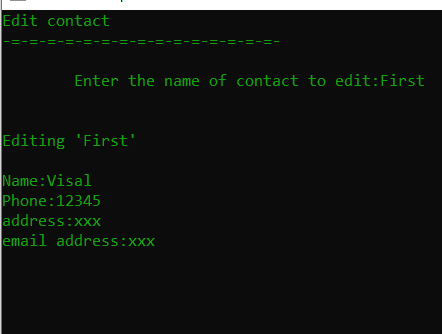 Edit contact
-=-=-=-=-=-=-=-=-=-=-=-=-=-=-=-
Enter the name of contact to edit:First
Editing 'First'
Name:Visal
Phone:12345
address:xxx
email address:xxx